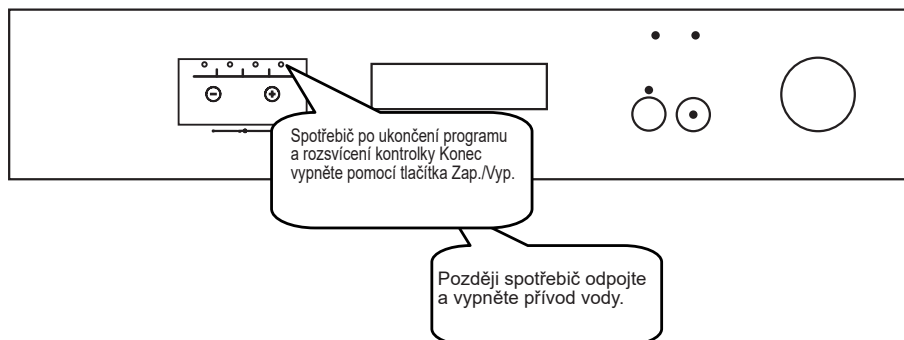 Spotřebič po ukončení programu
a rozsvícení kontrolky Konec
vypněte pomocí tlačítka Zap./Vyp.
Později spotřebič odpojte
a vypněte přívod vody.